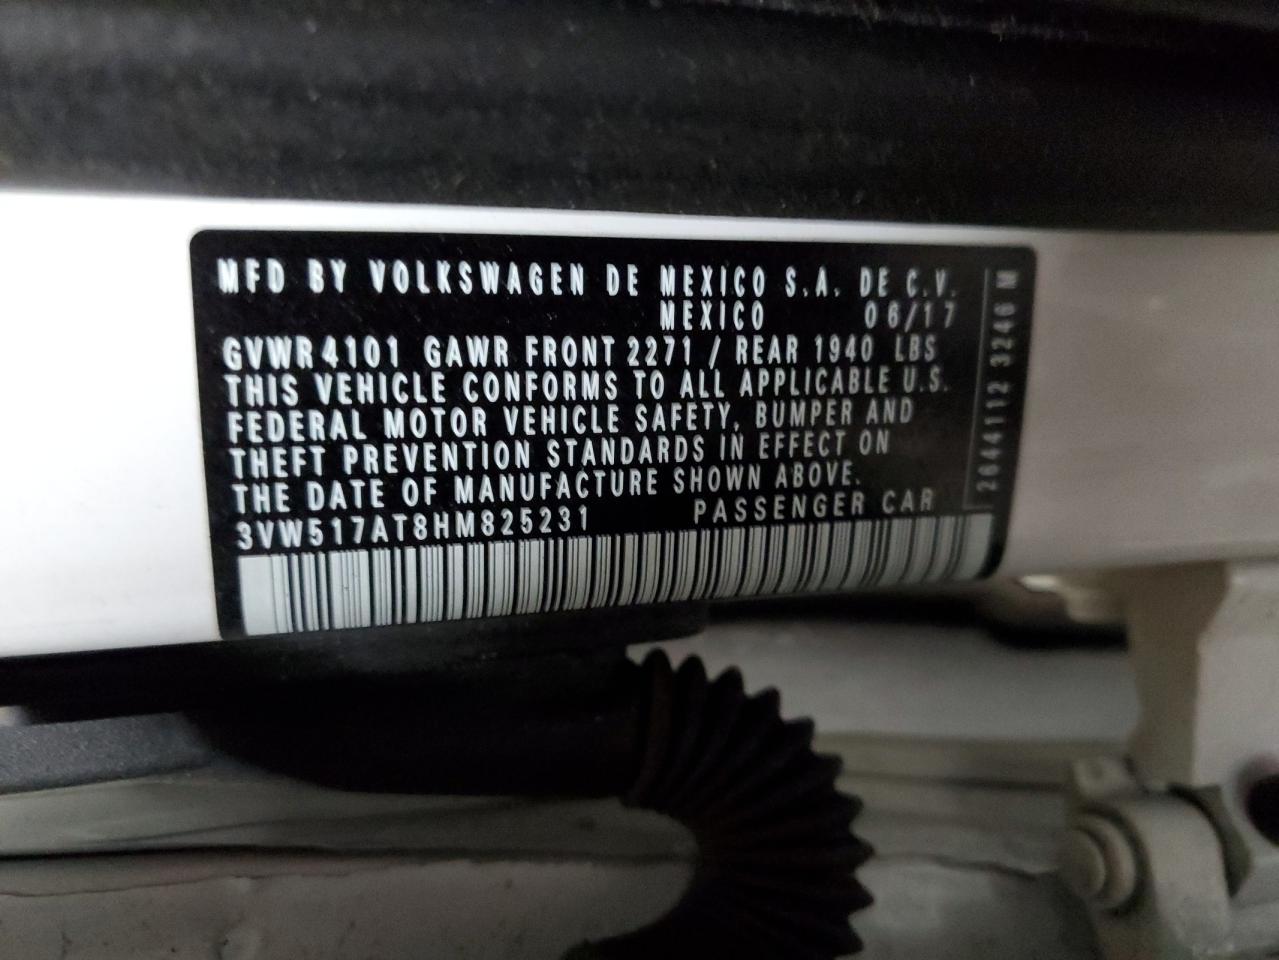 MFD BY VOLKSWAGEN DE MEXICO S.A. DE C.V.
MEXICO 06/17
GVWR 4101 GAWR FRONT 2271 / REAR 1940 LBS
THIS VEHICLE CONFORMS TO ALL APPLICABLE U.S.
FEDERAL MOTOR VEHICLE SAFETY, BUMPER AND
THEFT PREVENTION STANDARDS IN EFFECT ON
THE DATE OF MANUFACTURE SHOWN ABOVE.
3VW517AT8HM825231 PASSENGER CAR
2644112 3246 M